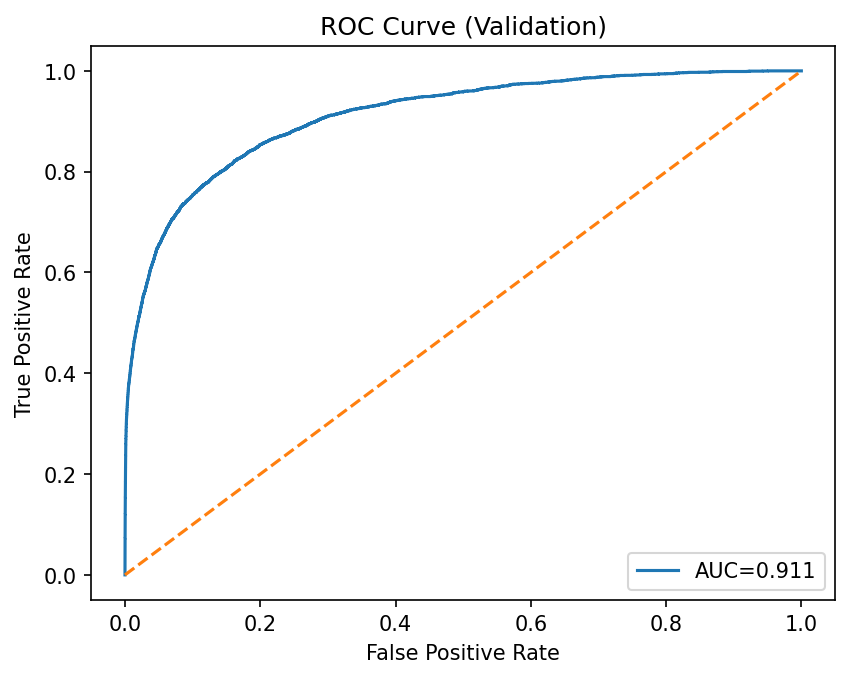 ROC Curve (Validation)
1.0
0.8
0.6
0.4
0.2
0.0
True Positive Rate
AUC=0.911
0.0 0.2 0.4 0.6 0.8 1.0
False Positive Rate